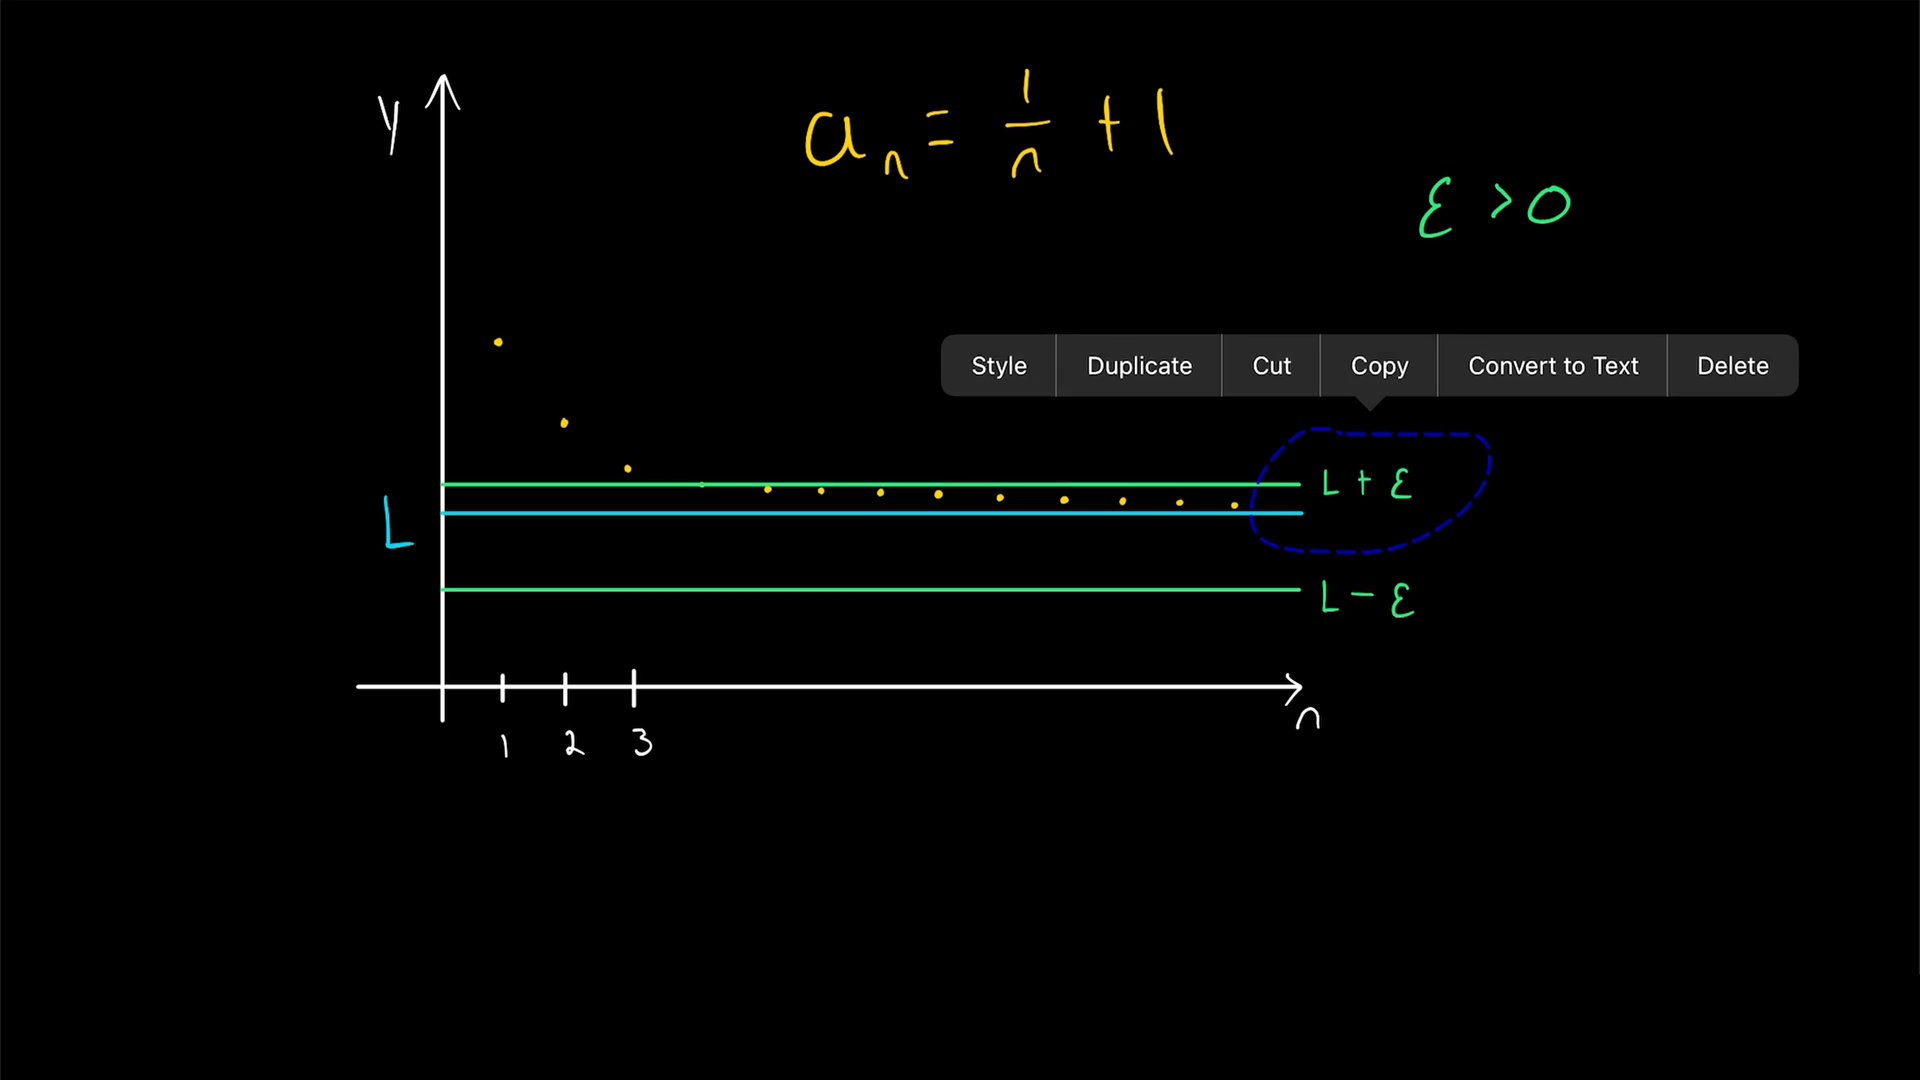 y
aₙ = 1/n + 1
ε > 0
Style Duplicate Cut Copy Convert to Text Delete
L + ε
L
L − ε
n
1 2 3